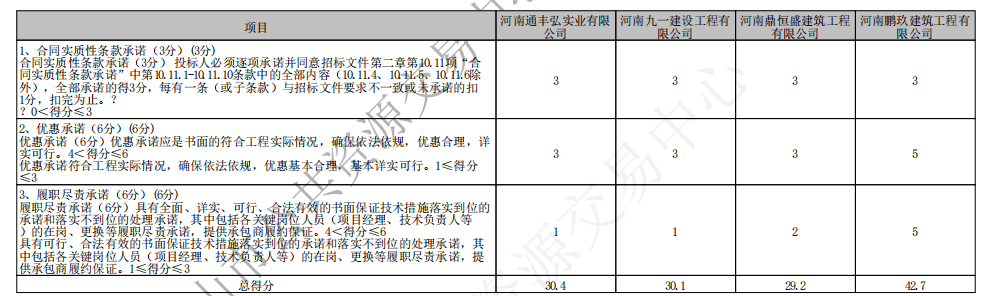 项目
河南通丰弘实业有限公司
河南九一建设工程有限公司
河南鼎恒盛建筑工程有限公司
河南鹏玖建筑工程有限公司
1、合同实质性条款承诺（3分）(3分)
合同实质性条款承诺（3分） 投标人必须逐项承诺并同意招标文件第二章第10.11项“合
同实质性条款承诺”中第10.11.1-10.11.10条款中的全部内容（10.11.4、10.11.5、10.11.6除
外），全部承诺的得3分，每有一条（或子条款）与招标文件要求不一致或未承诺的扣
1分，扣完为止。?
? 0＜得分≤3
3 3 3 3
2、优惠承诺（6分）(6分)
优惠承诺（6分）优惠承诺应是书面的符合工程实际情况，确保依法依规，优惠合理，详
实可行。4＜得分≤6
优惠承诺符合工程实际情况，确保依法依规，优惠基本合理，基本详实可行。1≤得分
≤3
3 3 3 5
3、履职尽责承诺（6分）(6分)
履职尽责承诺（6分）具有全面、详实、可行、合法有效的书面保证技术措施落实到位的
承诺和落实不到位的处理承诺，其中包括各关键岗位人员（项目经理、技术负责人等
）的在岗、更换等履职尽责承诺，提供承包商履约保证。4＜得分≤6
具有可行、合法有效的书面保证技术措施落实到位的承诺和落实不到位的处理承诺，其
中包括各关键岗位人员（项目经理、技术负责人等）的在岗、更换等履职尽责承诺，提
供承包商履约保证。1≤得分≤3
1 1 2 5
总得分 30.4 30.1 29.2 42.7
山市公共资源交易中心
资源交易中心